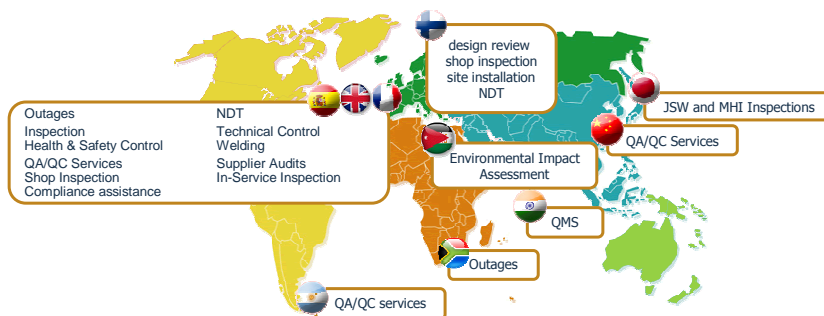 design review
shop inspection
site installation
NDT
JSW and MHI Inspections
Outages
Inspection
Health & Safety Control
QA/QC Services
Shop Inspection
Compliance assistance
NDT
Technical Control
Welding
Supplier Audits
In-Service Inspection
QA/QC Services
Environmental Impact
Assessment
QMS
Outages
QA/QC services